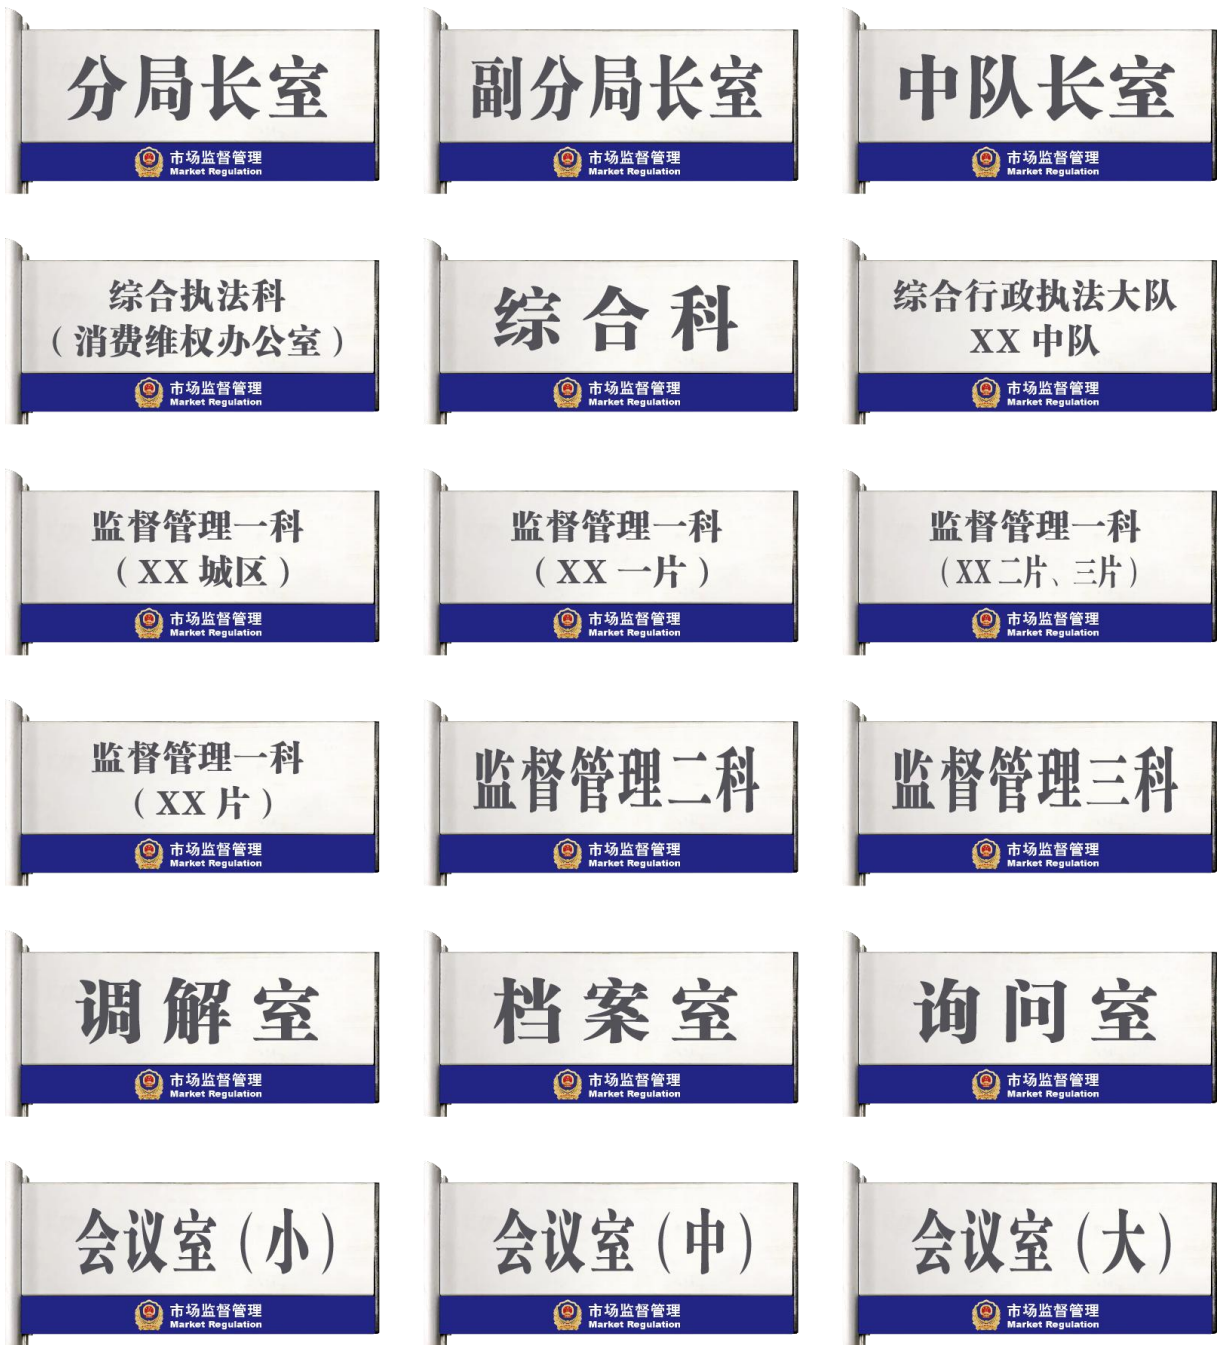 分局长室
市场监督管理
Market Regulation
副分局长室
市场监督管理
Market Regulation
中队长室
市场监督管理
Market Regulation
综合执法科
（消费维权办公室）
市场监督管理
Market Regulation
综合科
市场监督管理
Market Regulation
综合行政执法大队
XX 中队
市场监督管理
Market Regulation
监督管理一科
（XX 城区）
市场监督管理
Market Regulation
监督管理一科
（XX 一片）
市场监督管理
Market Regulation
监督管理一科
（XX 二片、三片）
市场监督管理
Market Regulation
监督管理一科
（XX 片）
市场监督管理
Market Regulation
监督管理二科
市场监督管理
Market Regulation
监督管理三科
市场监督管理
Market Regulation
调解室
市场监督管理
Market Regulation
档案室
市场监督管理
Market Regulation
询问室
市场监督管理
Market Regulation
会议室（小）
市场监督管理
Market Regulation
会议室（中）
市场监督管理
Market Regulation
会议室（大）
市场监督管理
Market Regulation